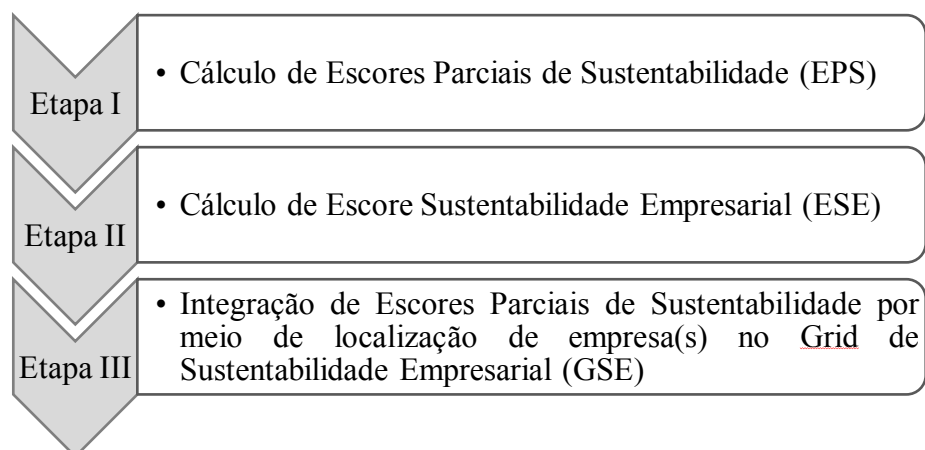 Etapa I
• Cálculo de Escores Parciais de Sustentabilidade (EPS)
Etapa II
• Cálculo de Escore Sustentabilidade Empresarial (ESE)
Etapa III
• Integração de Escores Parciais de Sustentabilidade por
meio de localização de empresa(s) no Grid de
Sustentabilidade Empresarial (GSE)